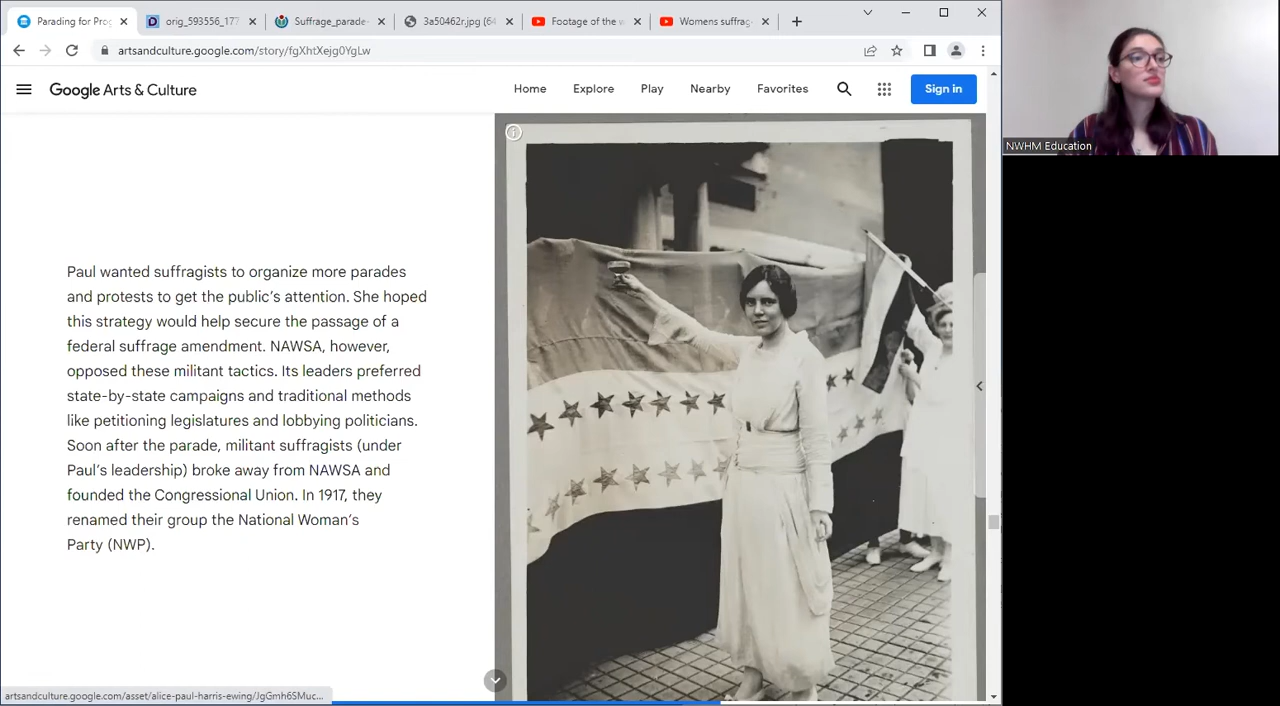 Parading for Prog
orig_593556_177
Suffrage_parade-
3a50462r.jpg (64
Footage of the w
Womens suffrag
artsandculture.google.com/story/fgXhtXejg0YgLw
Google Arts & Culture
Home
Explore
Play
Nearby
Favorites
Sign in
NWHM Education
Paul wanted suffragists to organize more parades
and protests to get the public's attention. She hoped
this strategy would help secure the passage of a
federal suffrage amendment. NAWSA, however,
opposed these militant tactics. Its leaders preferred
state-by-state campaigns and traditional methods
like petitioning legislatures and lobbying politicians.
Soon after the parade, militant suffragists (under
Paul's leadership) broke away from NAWSA and
founded the Congressional Union. In 1917, they
renamed their group the National Woman's
Party (NWP).
artsandculture.google.com/asset/alice-paul-harris-ewing/JgGmh6SMuc...